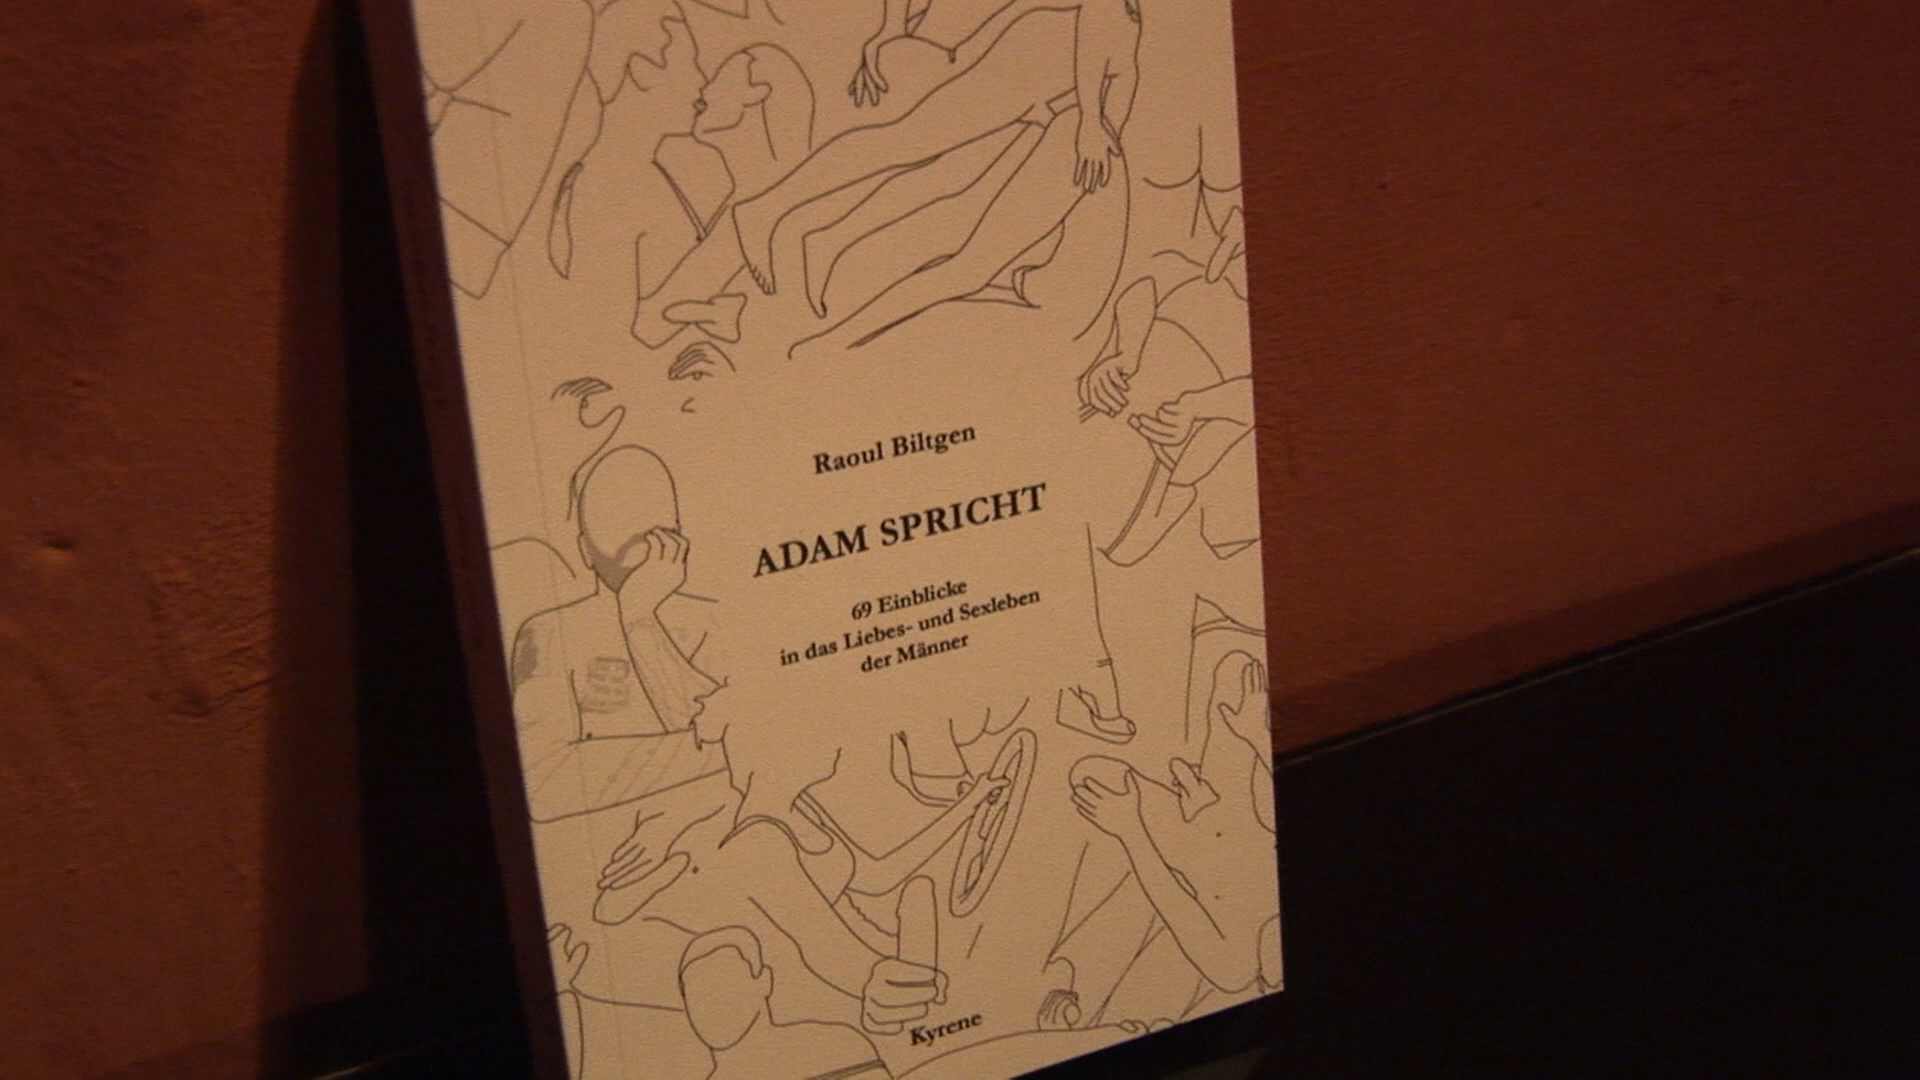 Raoul Biltgen
ADAM SPRICHT
69 Einblicke
in das Liebes- und Sexleben
der Männer
Kyrene